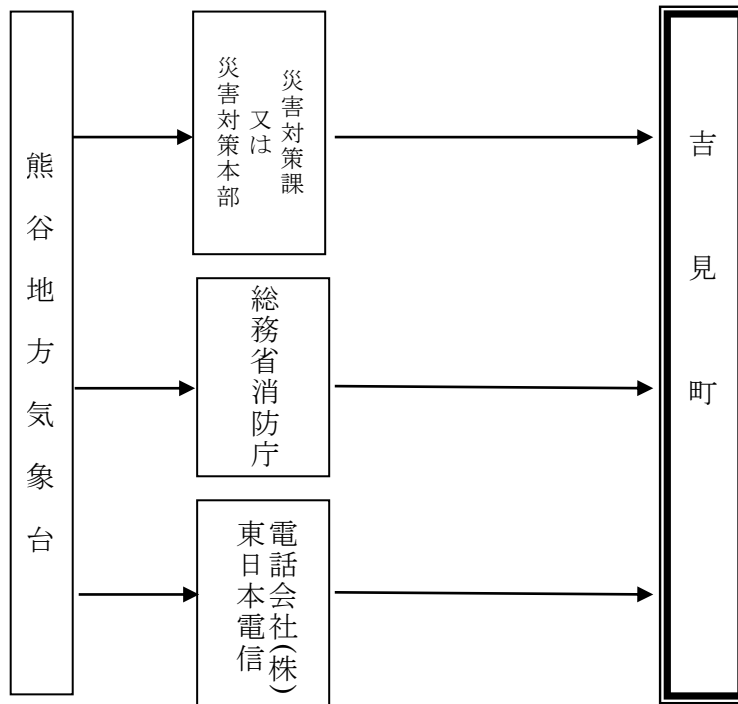 熊谷地方気象台
災害対策本部
又は
災害対策課
総務省消防庁
東日本電信
電話会社(株)
吉見町